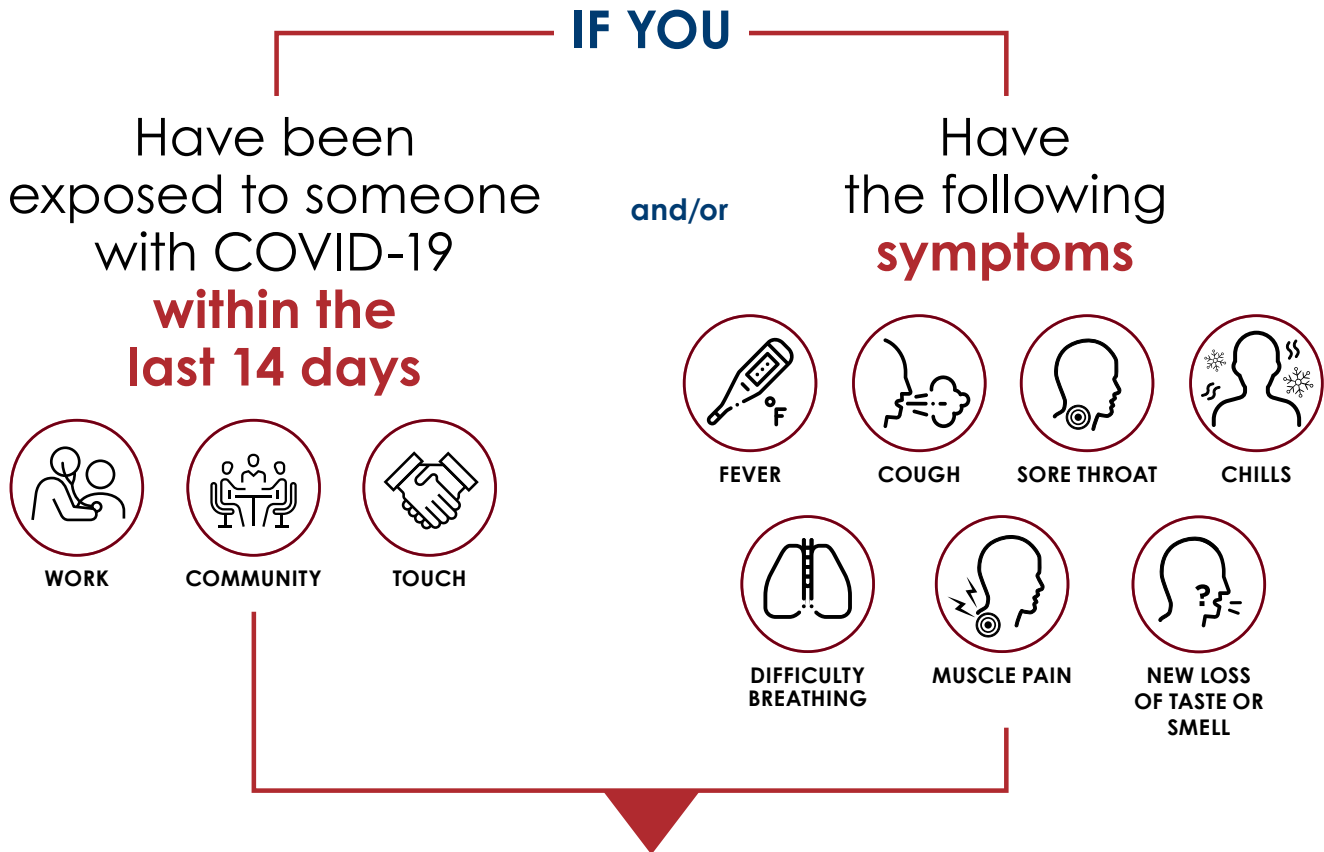 IF YOU
Have been
exposed to someone
with COVID-19
within the
last 14 days
WORK
COMMUNITY
TOUCH
and/or
Have
the following
symptoms
°F
FEVER
COUGH
SORE THROAT
CHILLS
?
DIFFICULTY
BREATHING
MUSCLE PAIN
NEW LOSS
OF TASTE OR
SMELL